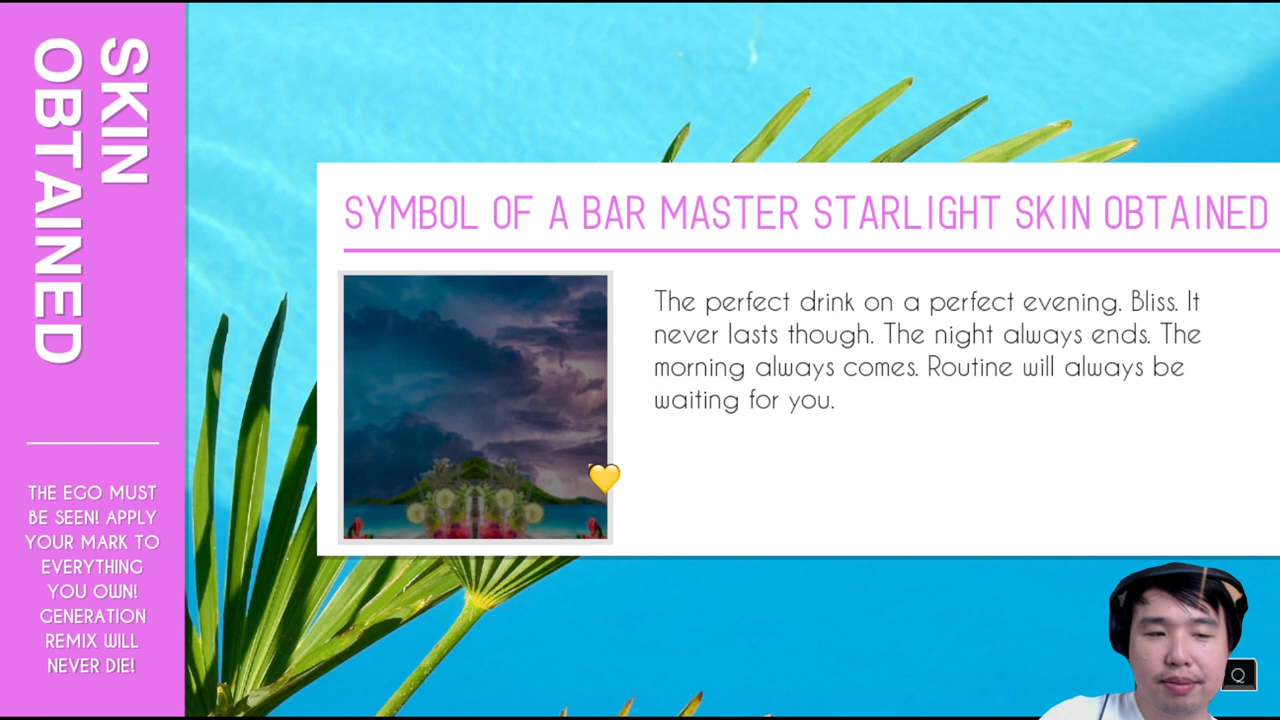 SKIN
OBTAINED
THE EGO MUST
BE SEEN! APPLY
YOUR MARK TO
EVERYTHING
YOU OWN!
GENERATION
REMIX WILL
NEVER DIE!
SYMBOL OF A BAR MASTER STARLIGHT SKIN OBTAINED
The perfect drink on a perfect evening. Bliss. It
never lasts though. The night always ends. The
morning always comes. Routine will always be
waiting for you.
Q